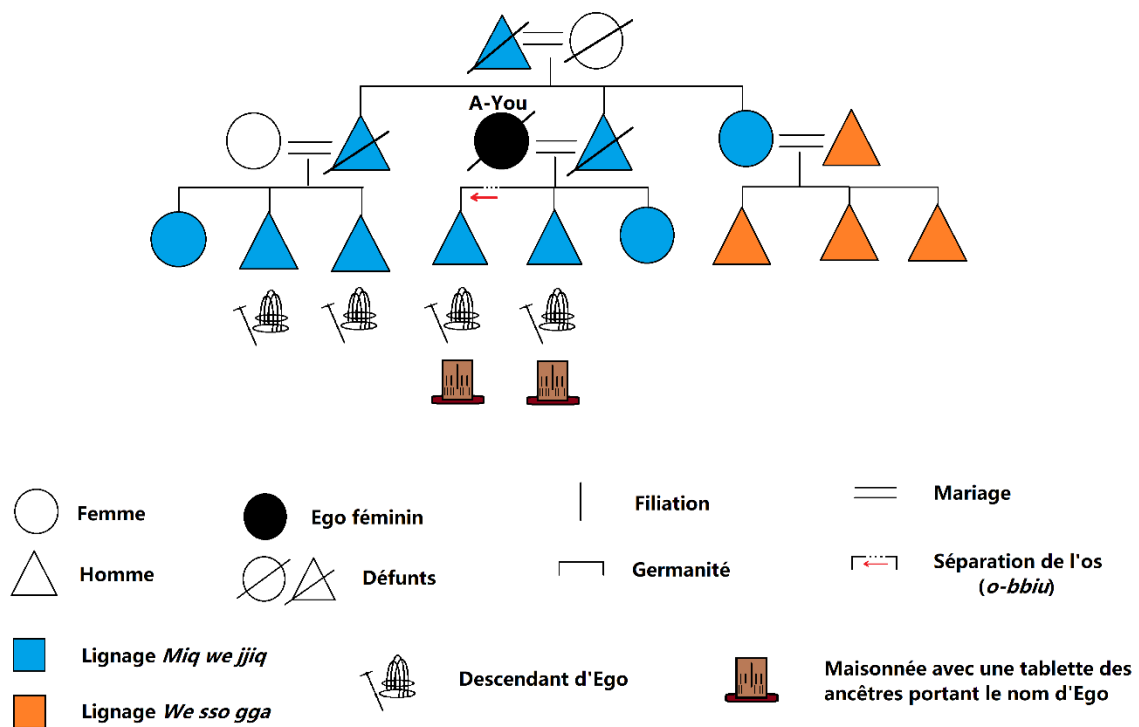 A-You
Femme
Ego féminin
Filiation
Mariage
Homme
Défunts
Germanité
Séparation de l'os
(o-bbiu)
Lignage Miq we jjiq
Descendant d'Ego
Maisonnée avec une tablette des
ancêtres portant le nom d'Ego
Lignage We sso gga